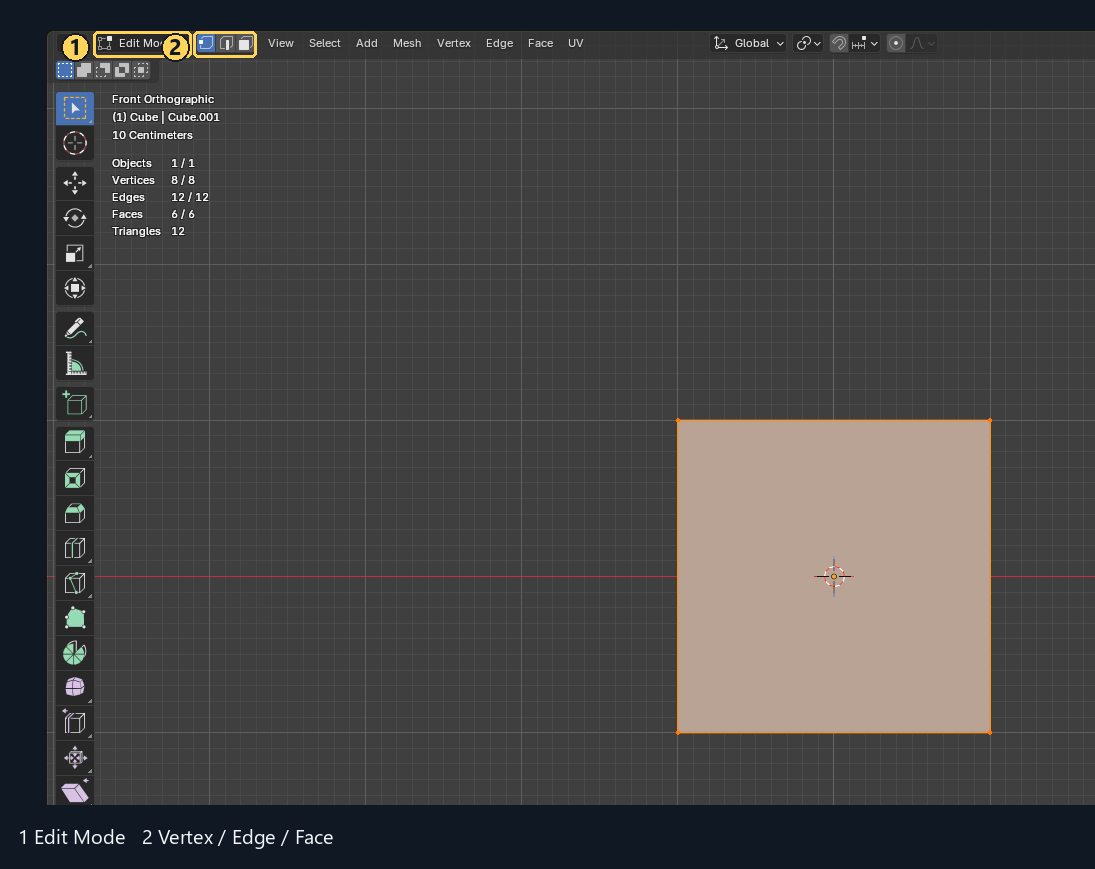 1 Edit Mo 2 View Select Add Mesh Vertex Edge Face UV Global
Front Orthographic
(1) Cube | Cube.001
10 Centimeters
Objects 1 / 1
Vertices 8 / 8
Edges 12 / 12
Faces 6 / 6
Triangles 12
1 Edit Mode 2 Vertex / Edge / Face